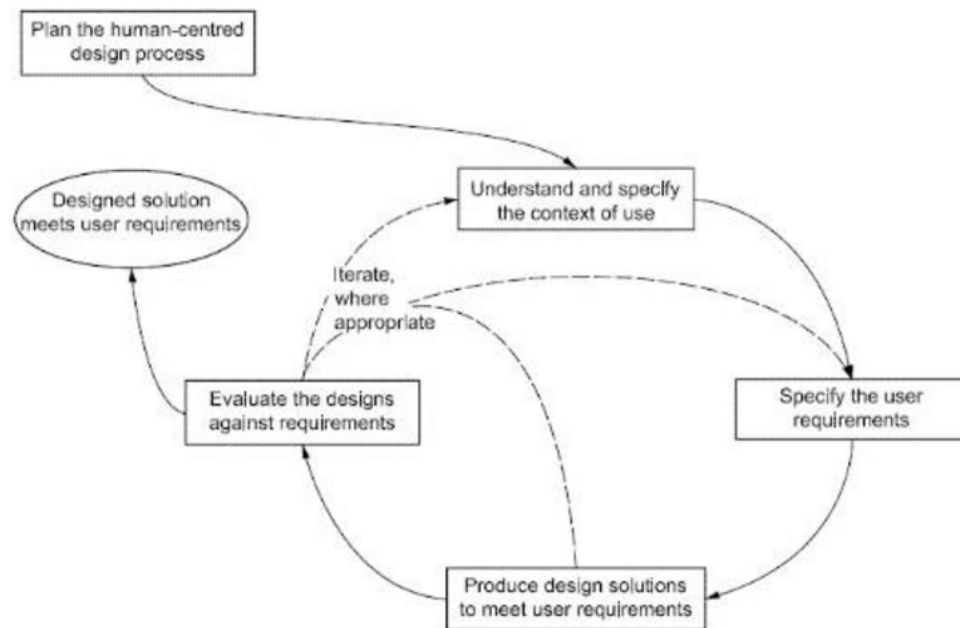 Plan the human-centred
design process
Understand and specify
the context of use
Designed solution
meets user requirements
Iterate,
where
appropriate
Evaluate the designs
against requirements
Specify the user
requirements
Produce design solutions
to meet user requirements